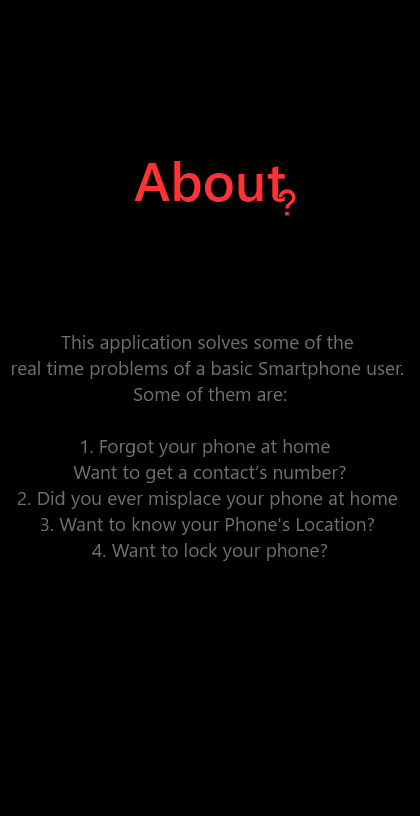 About?
This application solves some of the
real time problems of a basic Smartphone user.
Some of them are:
1. Forgot your phone at home
Want to get a contact’s number?
2. Did you ever misplace your phone at home
3. Want to know your Phone's Location?
4. Want to lock your phone?